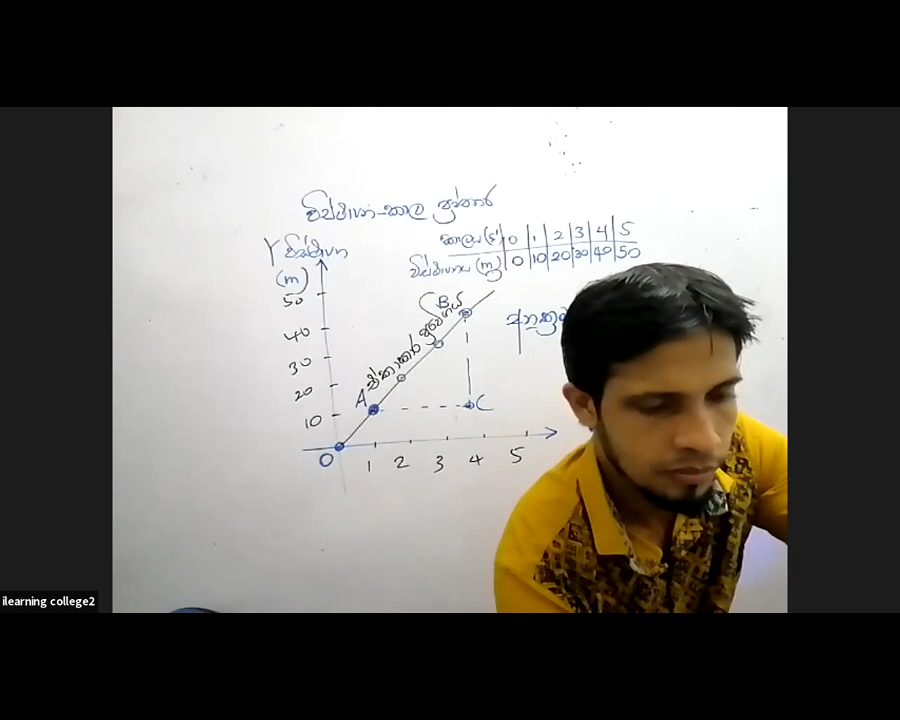 විස්ථාපන-කාල ප්‍රස්තාර
කාලය (s) 0 1 2 3 4 5
විස්ථාපනය (m) 0 10 20 30 40 50
Y විස්ථාපන
(m)
50
40
30
20
10
0
1 2 3 4 5
A
B
C
ඒකාකාර ප්‍රවේගය
ilearning college2